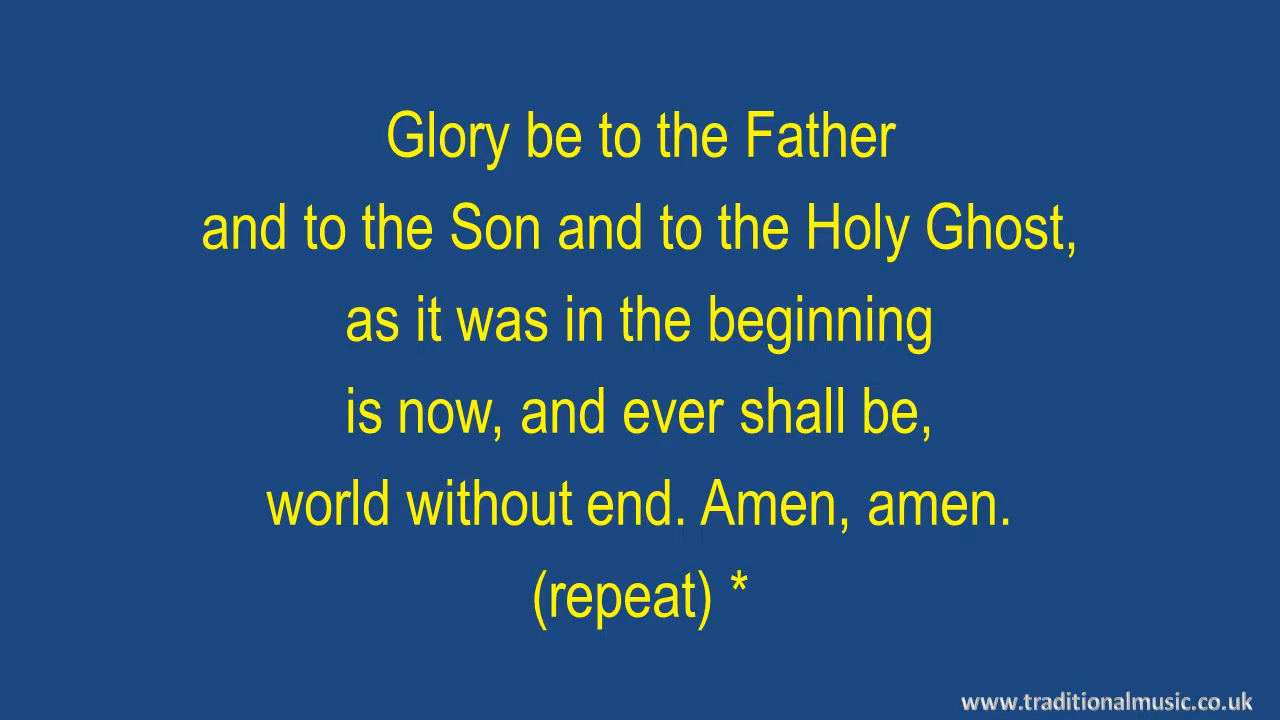 Glory be to the Father
and to the Son and to the Holy Ghost,
as it was in the beginning
is now, and ever shall be,
world without end. Amen, amen.
(repeat) *
www.traditionalmusic.co.uk